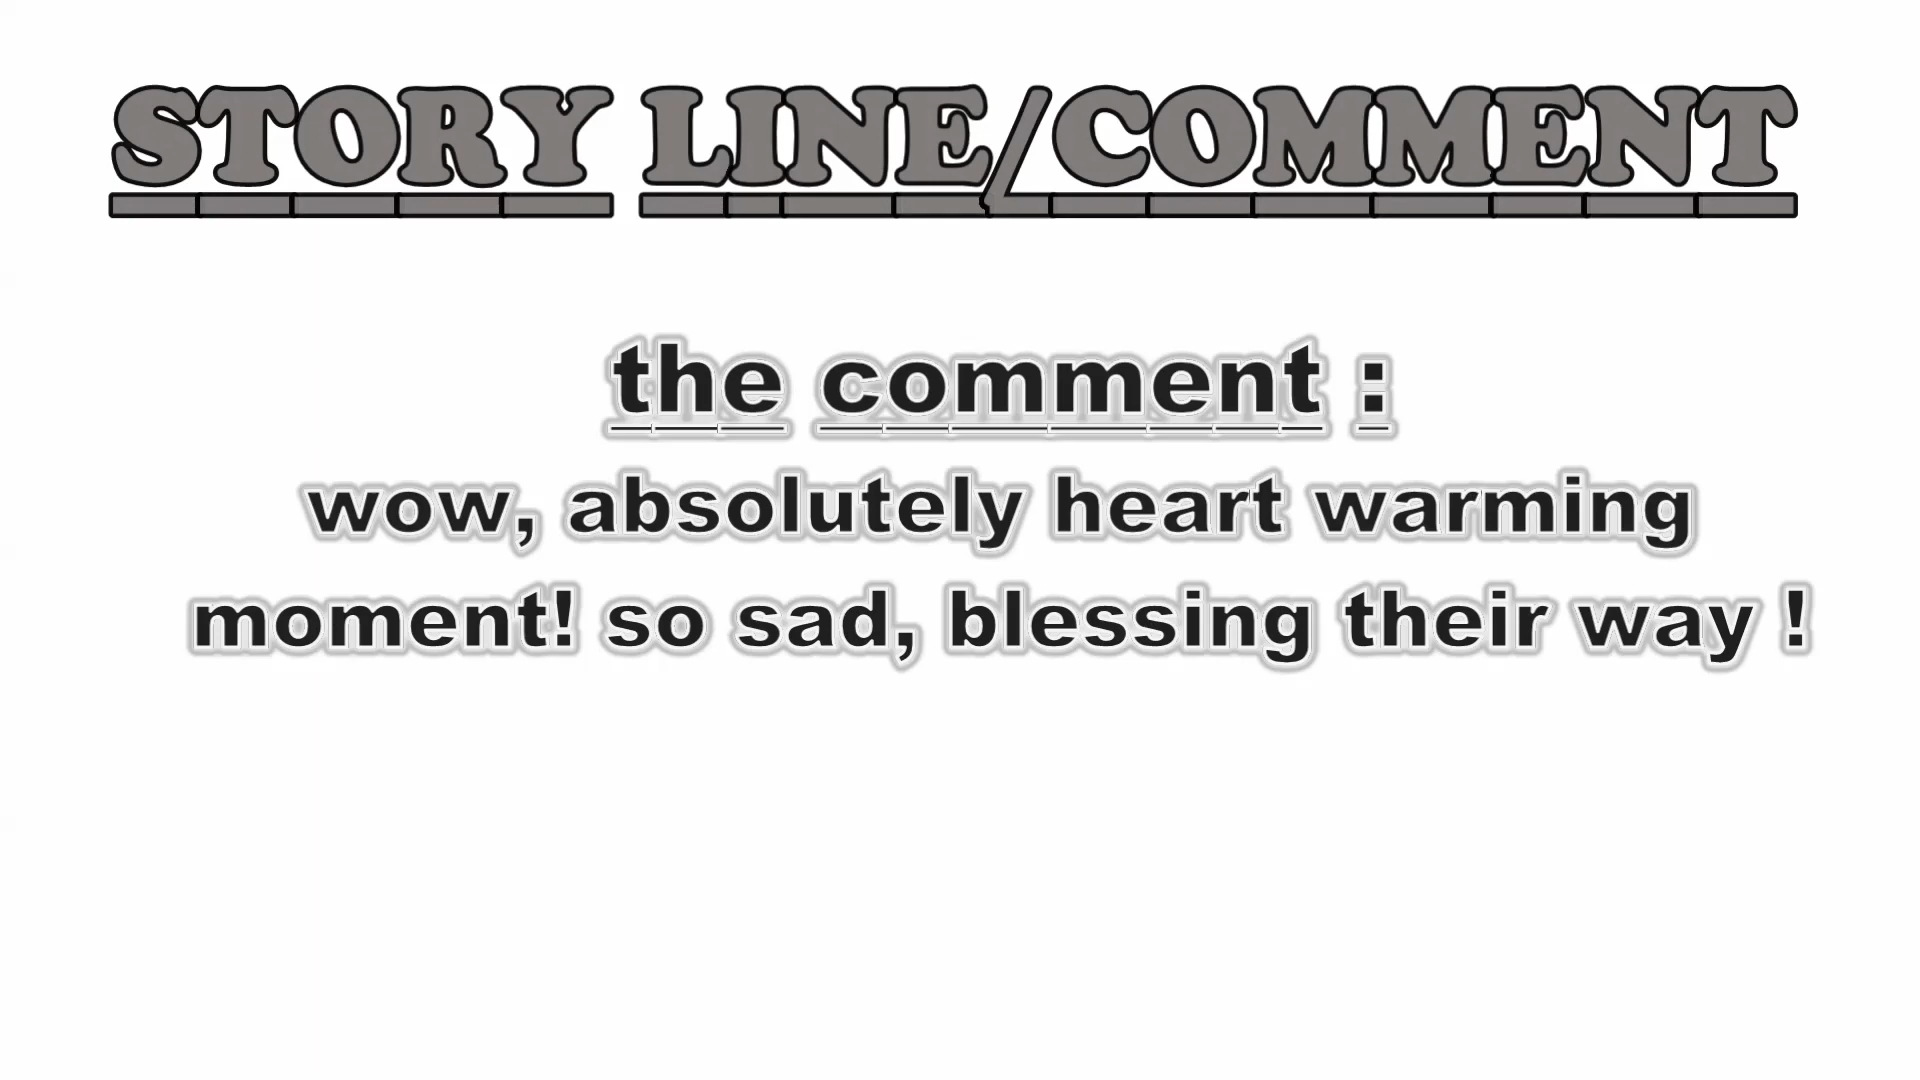 STORY LINE/COMMENT
the comment :
wow, absolutely heart warming
moment! so sad, blessing their way !